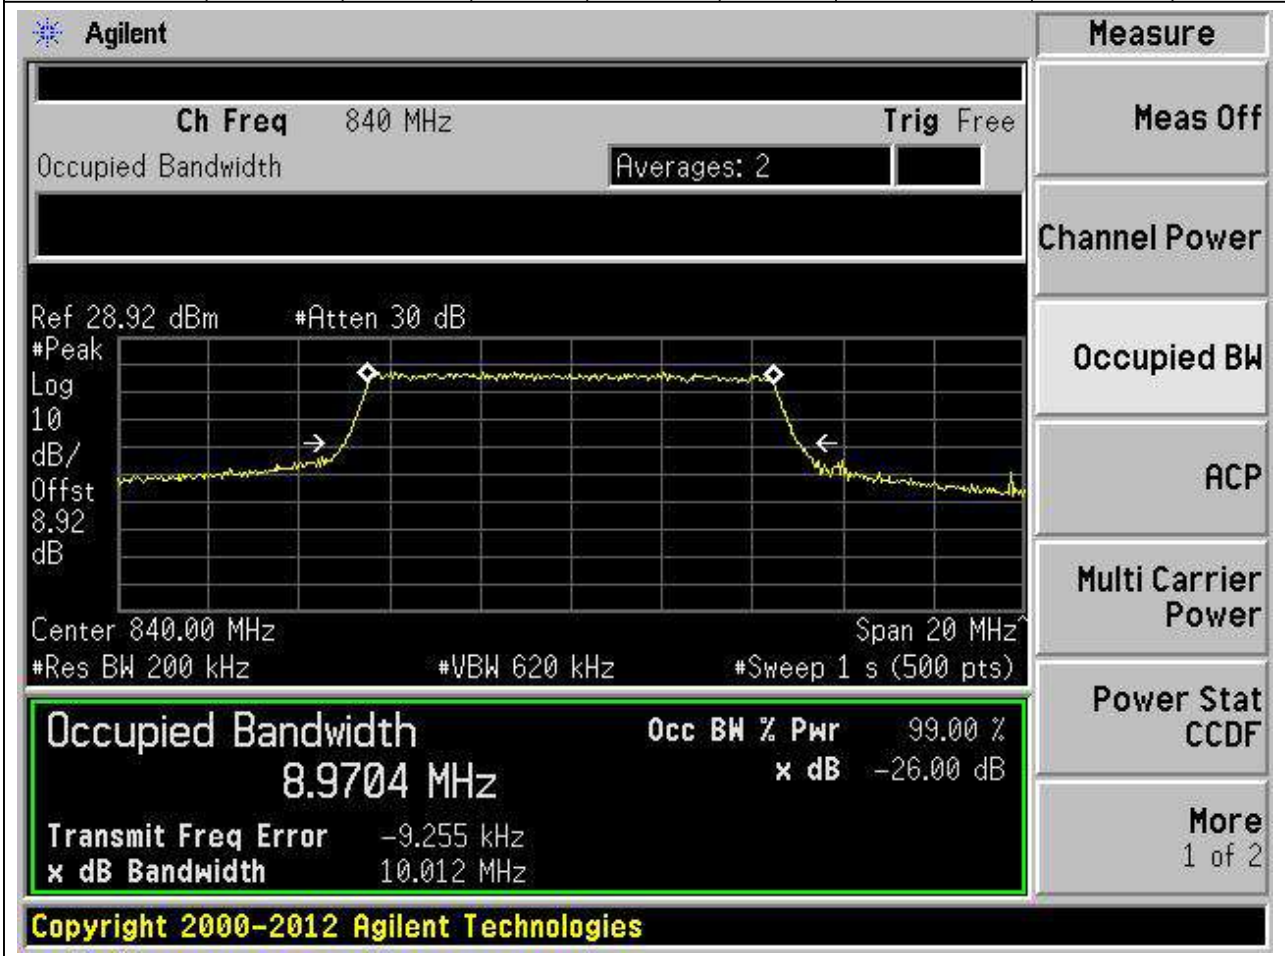 Agilent
Measure
Ch Freq 840 MHz Trig Free
Meas Off
Occupied Bandwidth Averages: 2
Channel Power
Ref 28.92 dBm #Atten 30 dB
#Peak
Log
10
dB/
Offst
8.92
dB
Occupied BW
ACP
Multi Carrier
Power
Center 840.00 MHz Span 20 MHz^
#Res BW 200 kHz #VBW 620 kHz #Sweep 1 s (500 pts)
Power Stat
CCDF
Occupied Bandwidth Occ BW % Pwr 99.00 %
8.9704 MHz x dB -26.00 dB
Transmit Freq Error -9.255 kHz
x dB Bandwidth 10.012 MHz
More
1 of 2
Copyright 2000-2012 Agilent Technologies